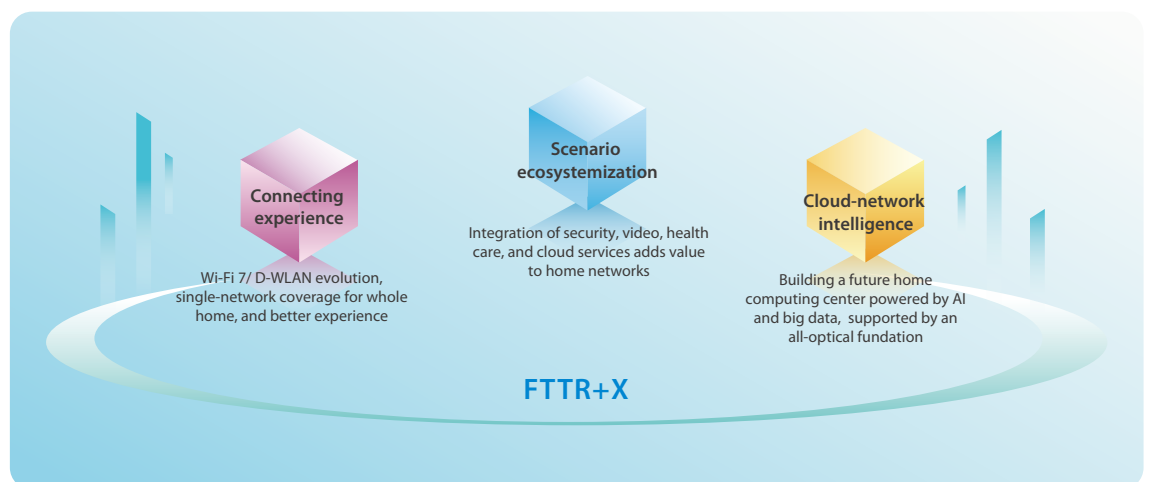 Connecting
experience
Wi-Fi 7/ D-WLAN evolution,
single-network coverage for whole
home, and better experience
Scenario
ecosystemization
Integration of security, video, health
care, and cloud services adds value
to home networks
Cloud-network
intelligence
Building a future home
computing center powered by AI
and big data,  supported by an
all-optical fundation
FTTR+X